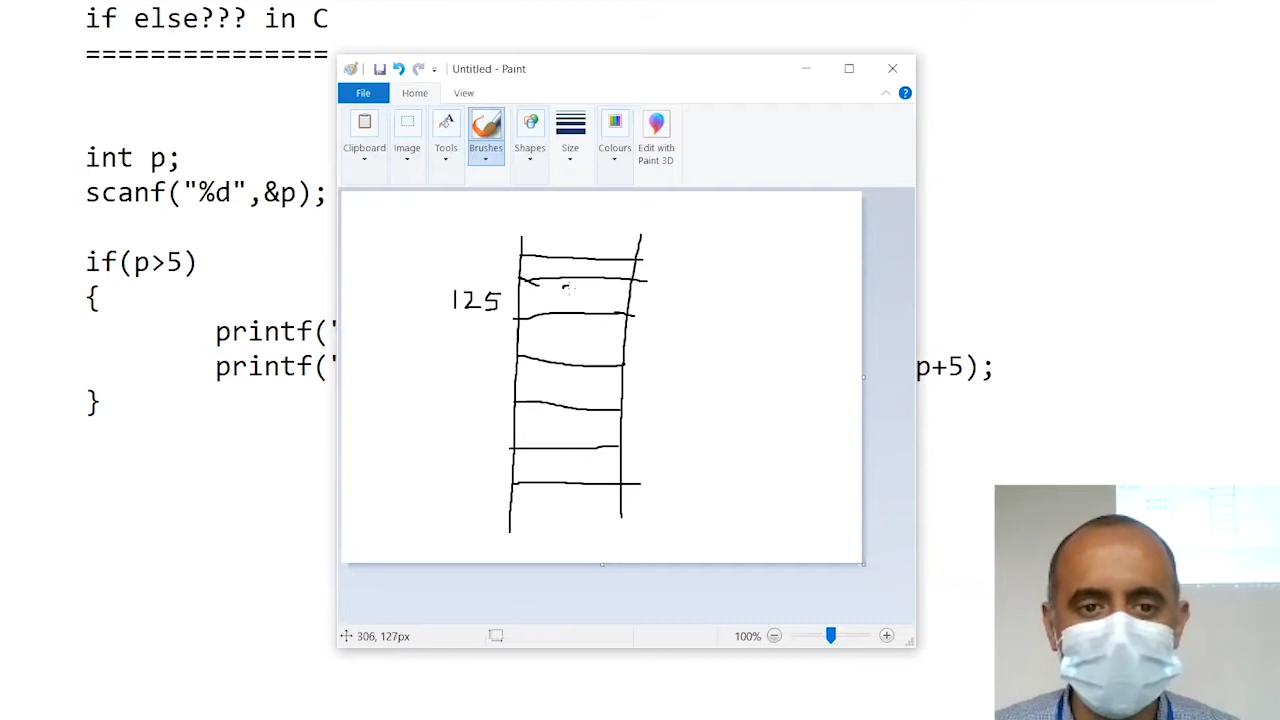 if else??? in C
===============
int p;
scanf("%d",&p);
if(p>5)
{
printf("
printf("
p+5);
}
Untitled - Paint
File
Home
View
Clipboard
Image
Tools
Brushes
Shapes
Size
Colours
Edit with
Paint 3D
125
306, 127px
100%